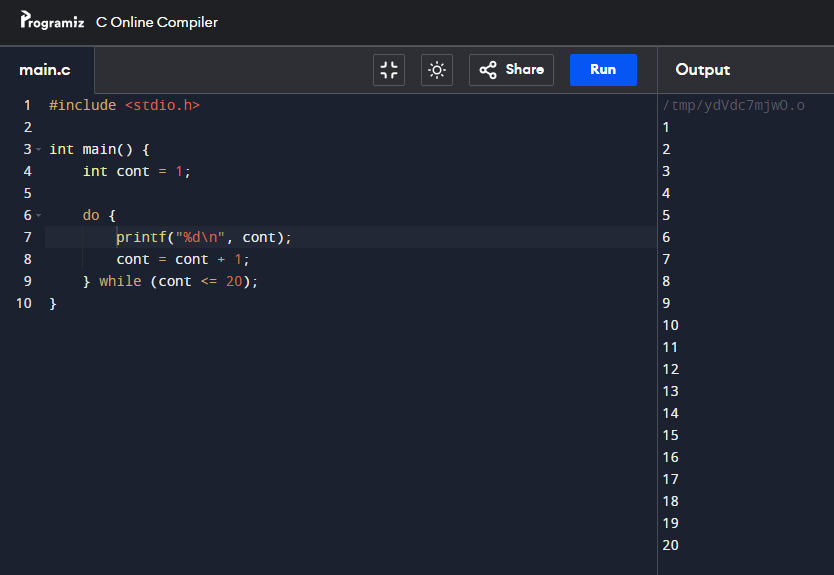 Programiz C Online Compiler
main.c Share Run Output
1 #include <stdio.h>
2
3 int main() {
4     int cont = 1;
5
6     do {
7         printf("%d\n", cont);
8         cont = cont + 1;
9     } while (cont <= 20);
10 }
/tmp/ydVdc7mjwO.o
1
2
3
4
5
6
7
8
9
10
11
12
13
14
15
16
17
18
19
20